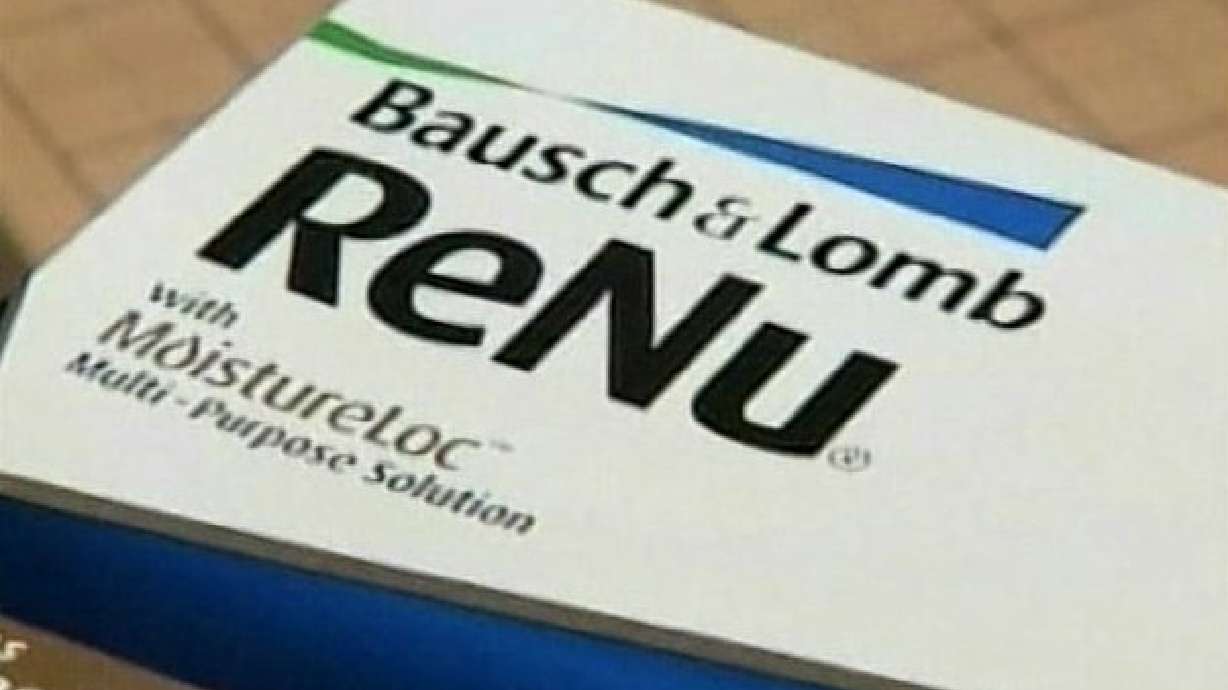 Bausch & Lomb
ReNu®
with
MoistureLoc™
Multi-Purpose Solution